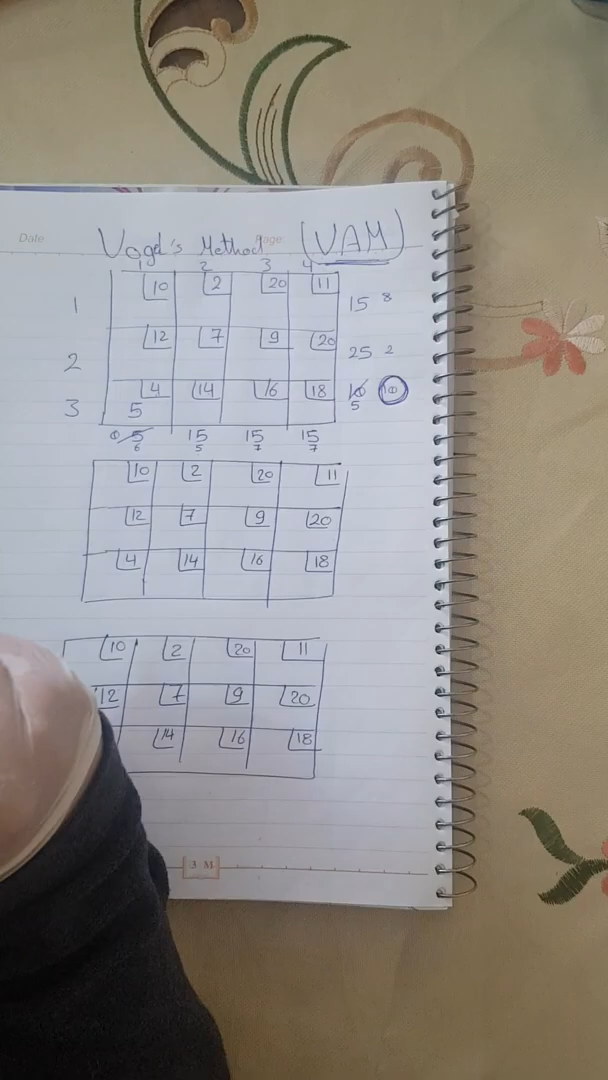 Date Page
Vogel's Method (VAM)
1 2 3 4
1 10 2 20 11 15 8
2 12 7 9 20 25 2
3 4 14 16 18 10 10
5 5
0 5 15 15 15
6 5 7 7
10 2 20 11
12 7 9 20
4 14 16 18
10 2 20 11
12 7 9 20
14 16 18
3 M